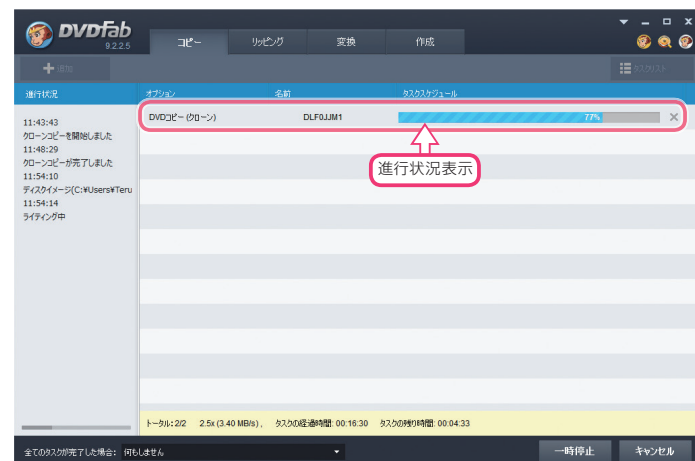 DVDFab
9.2.2.5
コピー リッピング 変換 作成
追加 タスクリスト
進行状況 オプション 名前 タスクスケジュール
DVDコピー (クローン) DLF0JJM1 77%
進行状況表示
11:43:43
クローンコピーを開始しました
11:48:29
クローンコピーが完了しました
11:54:10
ディスクイメージ(C:¥Users¥Teru
11:54:14
ライティング中
トータル: 2/2 2.5x (3.40 MB/s) , タスクの経過時間: 00:16:30 タスクの残り時間: 00:04:33
全てのタスクが完了した場合: 何もしません 一時停止 キャンセル